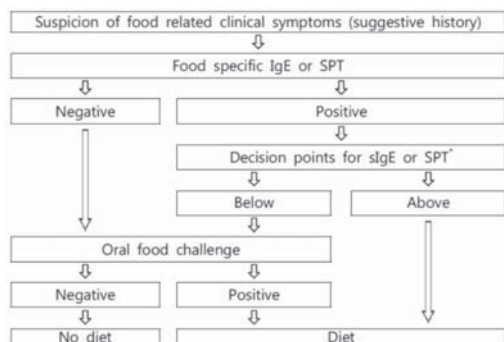 Suspicion of food related clinical symptoms (suggestive history)
Food specific IgE or SPT
Negative
Positive
Decision points for sIgE or SPT*
Below
Above
Oral food challenge
Negative
Positive
No diet
Diet